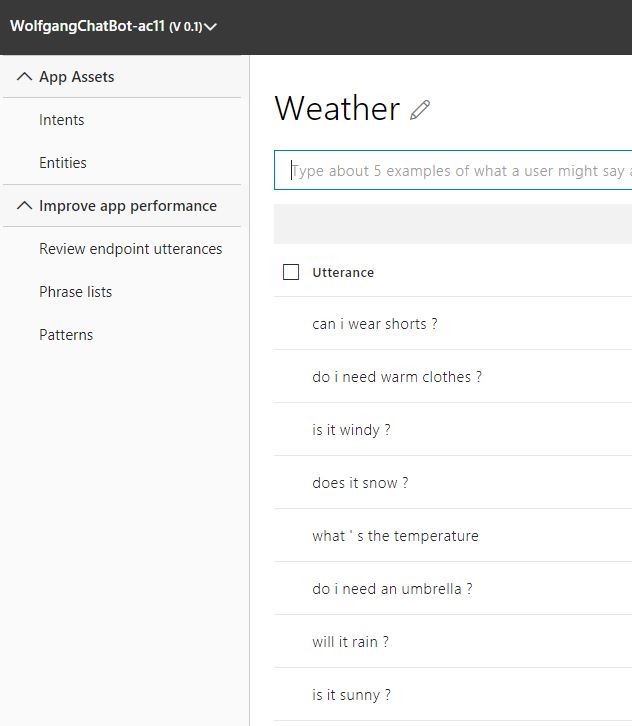 WolfgangChatBot-ac11 (V 0.1)
App Assets
Intents
Entities
Improve app performance
Review endpoint utterances
Phrase lists
Patterns
Weather
Type about 5 examples of what a user might say a
Utterance
can i wear shorts ?
do i need warm clothes ?
is it windy ?
does it snow ?
what ' s the temperature
do i need an umbrella ?
will it rain ?
is it sunny ?